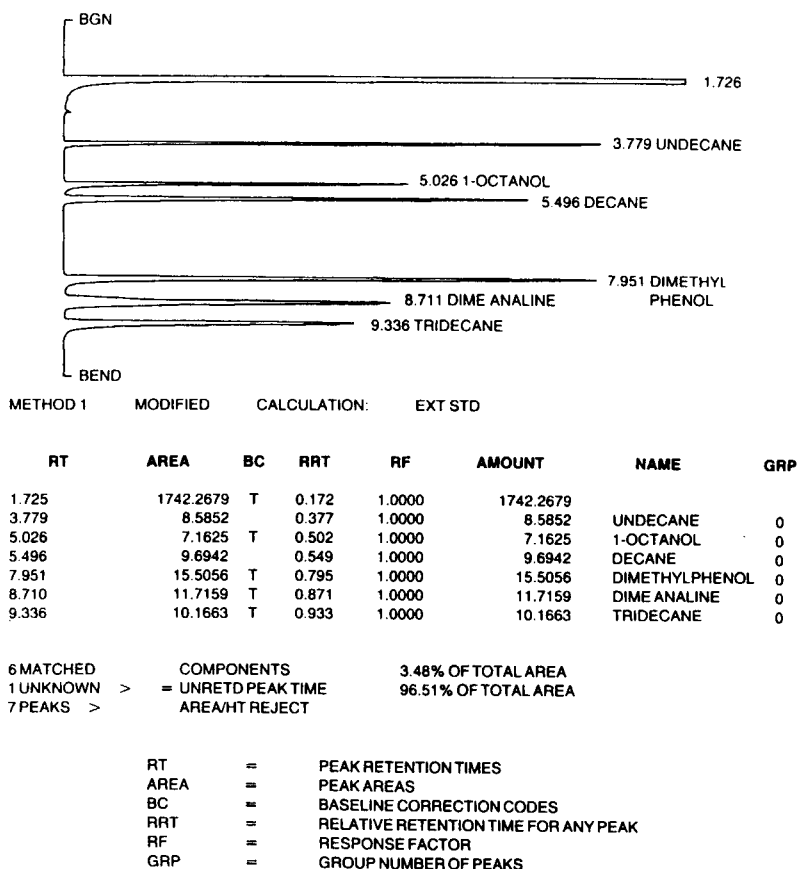 BGN
1.726
3.779 UNDECANE
5.026 1-OCTANOL
5.496 DECANE
7.951 DIMETHYL
PHENOL
8.711 DIME ANALINE
9.336 TRIDECANE
BEND
METHOD 1 MODIFIED CALCULATION: EXT STD
RT AREA BC RRT RF AMOUNT NAME GRP
1.725 1742.2679 T 0.172 1.0000 1742.2679
3.779 8.5852 0.377 1.0000 8.5852 UNDECANE 0
5.026 7.1625 T 0.502 1.0000 7.1625 1-OCTANOL 0
5.496 9.6942 0.549 1.0000 9.6942 DECANE 0
7.951 15.5056 T 0.795 1.0000 15.5056 DIMETHYLPHENOL 0
8.710 11.7159 T 0.871 1.0000 11.7159 DIME ANALINE 0
9.336 10.1663 T 0.933 1.0000 10.1663 TRIDECANE 0
6 MATCHED COMPONENTS 3.48% OF TOTAL AREA
1 UNKNOWN > = UNRETD PEAK TIME 96.51% OF TOTAL AREA
7 PEAKS > AREA/HT REJECT
RT = PEAK RETENTION TIMES
AREA = PEAK AREAS
BC = BASELINE CORRECTION CODES
RRT = RELATIVE RETENTION TIME FOR ANY PEAK
RF = RESPONSE FACTOR
GRP = GROUP NUMBER OF PEAKS